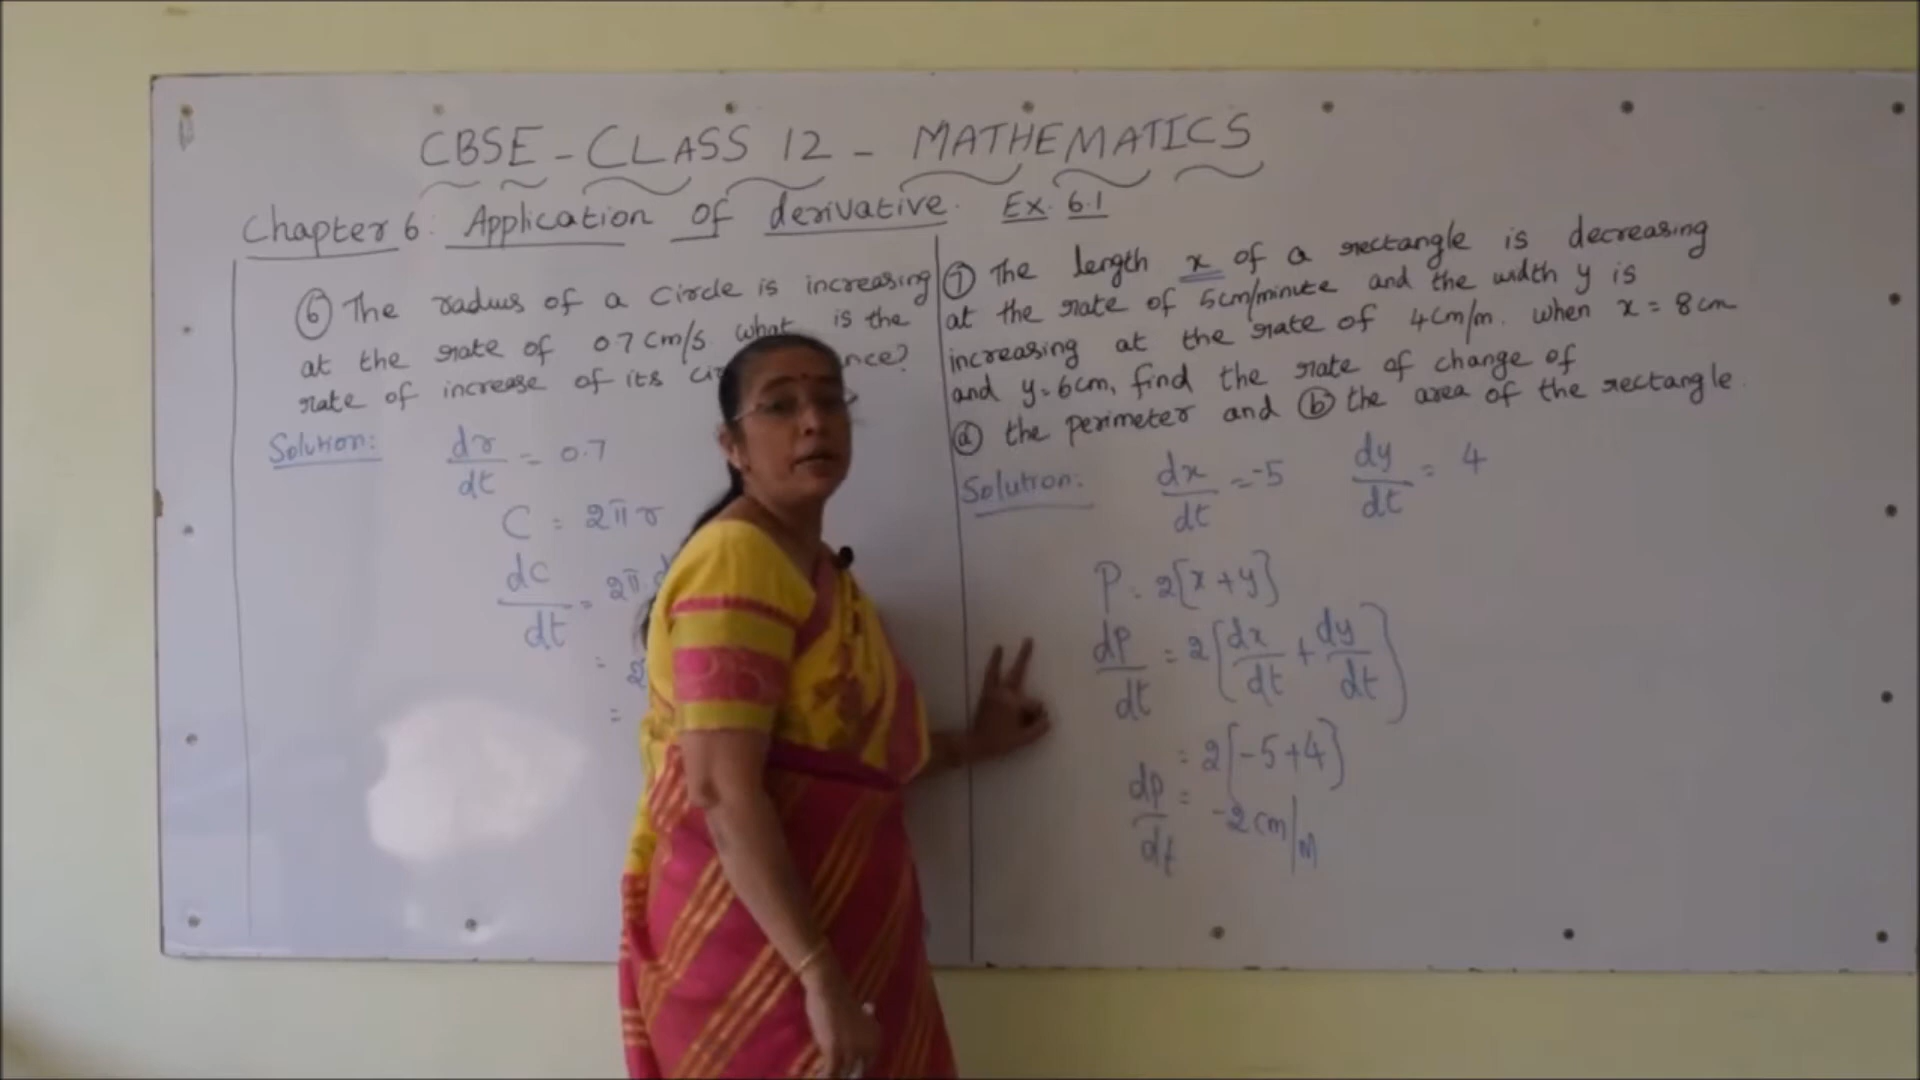 CBSE - CLASS 12 - MATHEMATICS
Chapter 6: Application of derivative. Ex. 6.1
⑥ The radius of a circle is increasing
at the rate of 0.7 cm/s what is the
rate of increase of its
Solution: dr/dt = 0.7
C = 2πr
dc/dt = 2π.
= 2
=
⑦ The length x of a rectangle is decreasing
at the rate of 5cm/minute and the width y is
increasing at the rate of 4cm/m. when x = 8cm
and y = 6cm, find the rate of change of
ⓐ the perimeter and ⓑ the area of the rectangle.
Solution: dx/dt = -5 dy/dt = 4
P = 2[x+y]
dp/dt = 2[dx/dt + dy/dt]
= 2[-5+4]
dp/dt = -2cm/M